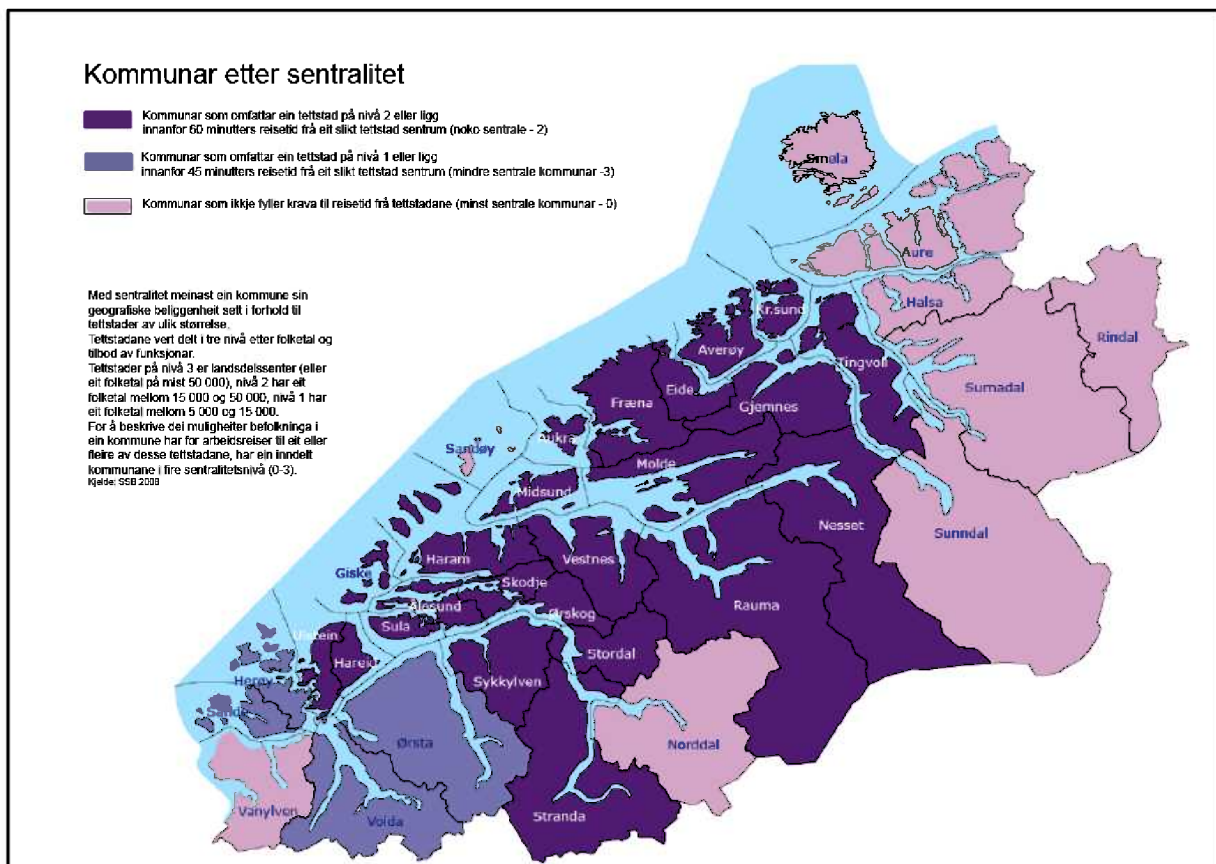 Kommunar etter sentralitet
Kommunar som omfattar ein tettstad på nivå 2 eller ligg
innanfor 60 minutters reisetid frå eit slikt tettstad sentrum (noko sentrale - 2)
Kommunar som omfattar ein tettstad på nivå 1 eller ligg
innanfor 45 minutters reisetid frå eit slikt tettstad sentrum (mindre sentrale kommunar -3)
Kommunar som ikkje fyller krava til reisetid frå tettstadane (minst sentrale kommunar - 0)
Med sentralitet meinast ein kommune sin
geografiske beliggenheit sett i forhold til
tettstader av ulik størrelse.
Tettstadane vert delt i tre nivå etter folketal og
tilbod av funksjonar.
Tettstader på nivå 3 er landsdelssenter (eller
eit folketal på mist 50 000), nivå 2 har eit
folketal mellom 15 000 og 50 000, nivå 1 har
eit folketal mellom 5 000 og 15 000.
For å beskrive dei muligheiter befolkninga i
ein kommune har for arbeidsreiser til eit eller
fleire av desse tettstadane, har ein inndelt
kommunane i fire sentralitetsnivå (0-3).
Kjelde: SSB 2008
Smøla
Aure
Halsa
Rindal
Kr.sund
Averøy
Tingvoll
Surnadal
Eide
Fræna
Gjemnes
Aukra
Sandøy
Molde
Midsund
Nesset
Sunndal
Haram
Vestnes
Giske
Skodje
Ålesund
Ørskog
Rauma
Sula
Ulstein
Hareid
Stordal
Sykkylven
Herøy
Sande
Ørsta
Norddal
Vanylven
Volda
Stranda